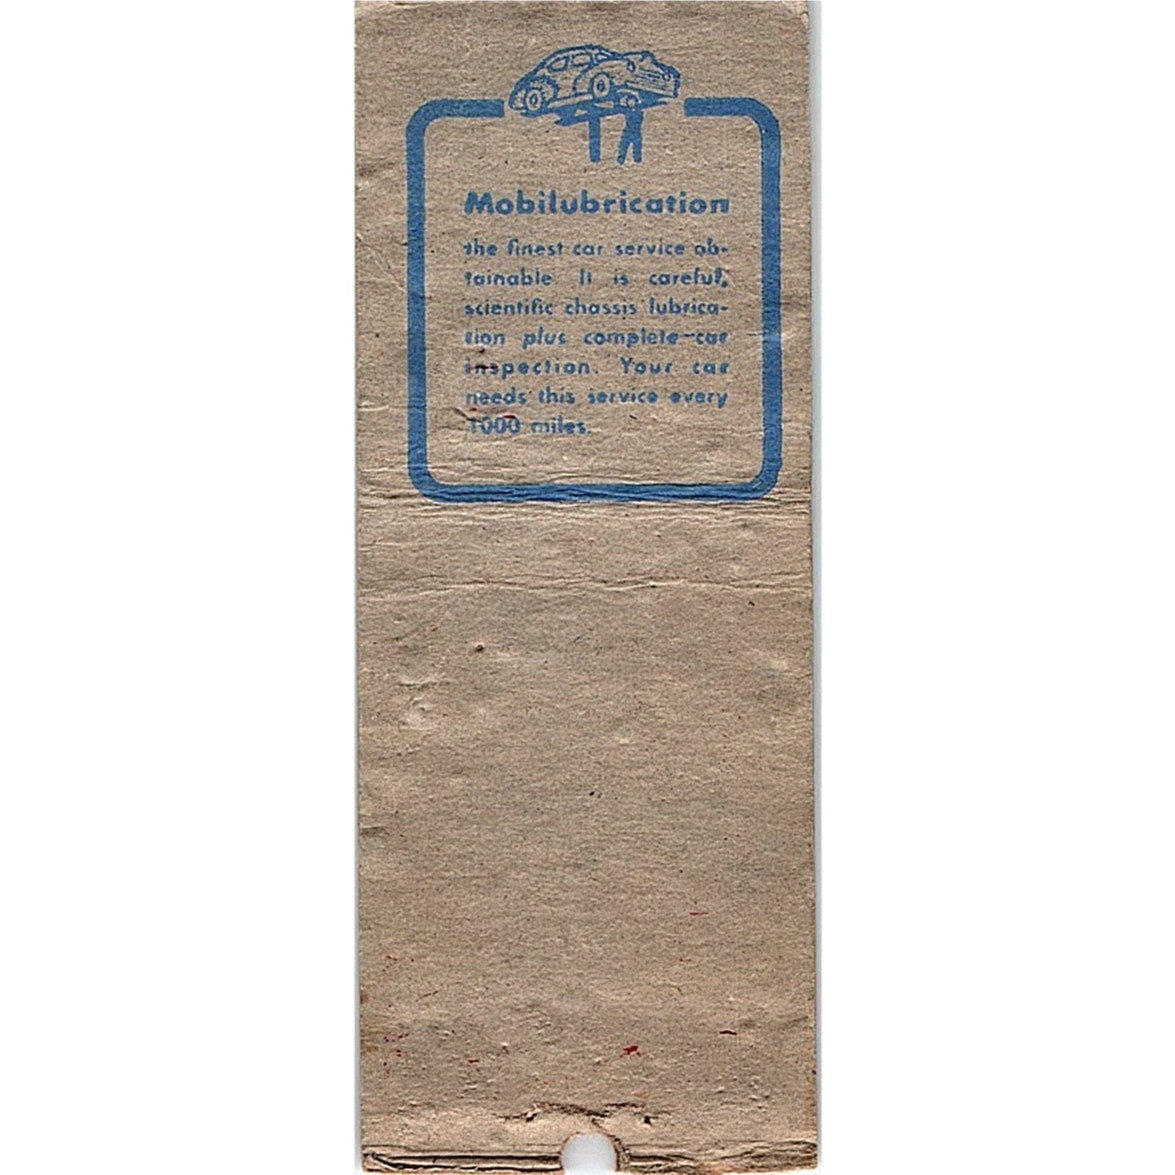 Mobilubrication
the finest car service ob-
tainable It is careful,
scientific chassis lubrica-
tion plus complete car
inspection. Your car
needs this service every
1000 miles.